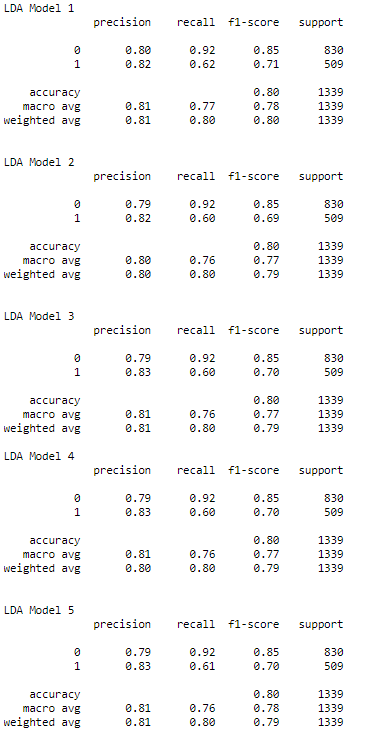 LDA Model 1
precision recall f1-score support
0 0.80 0.92 0.85 830
1 0.82 0.62 0.71 509
accuracy 0.80 1339
macro avg 0.81 0.77 0.78 1339
weighted avg 0.81 0.80 0.80 1339
LDA Model 2
precision recall f1-score support
0 0.79 0.92 0.85 830
1 0.82 0.60 0.69 509
accuracy 0.80 1339
macro avg 0.80 0.76 0.77 1339
weighted avg 0.80 0.80 0.79 1339
LDA Model 3
precision recall f1-score support
0 0.79 0.92 0.85 830
1 0.83 0.60 0.70 509
accuracy 0.80 1339
macro avg 0.81 0.76 0.77 1339
weighted avg 0.81 0.80 0.79 1339
LDA Model 4
precision recall f1-score support
0 0.79 0.92 0.85 830
1 0.83 0.60 0.70 509
accuracy 0.80 1339
macro avg 0.81 0.76 0.77 1339
weighted avg 0.80 0.80 0.79 1339
LDA Model 5
precision recall f1-score support
0 0.79 0.92 0.85 830
1 0.83 0.61 0.70 509
accuracy 0.80 1339
macro avg 0.81 0.76 0.78 1339
weighted avg 0.81 0.80 0.79 1339